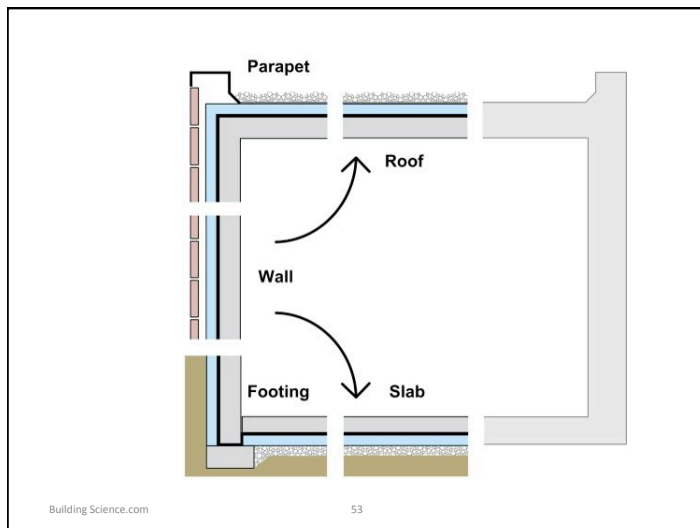 Parapet
Roof
Wall
Footing
Slab
Building Science.com
53